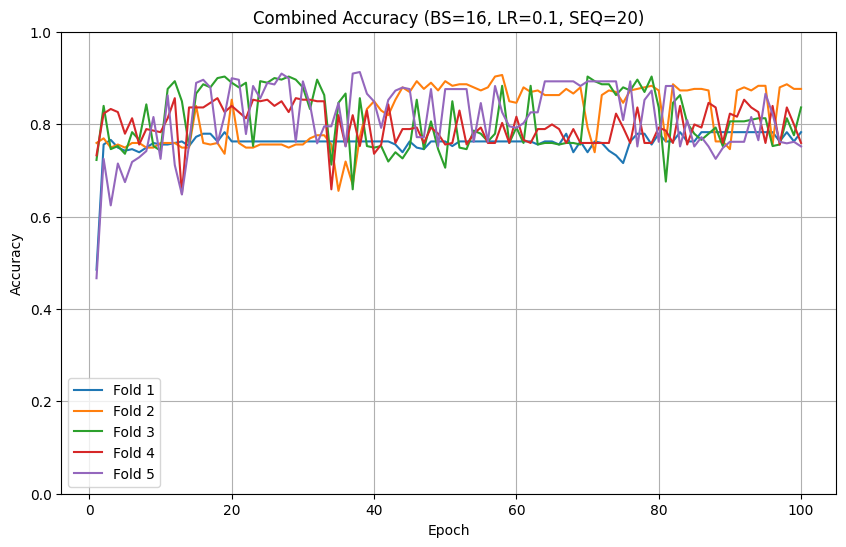 Combined Accuracy (BS=16, LR=0.1, SEQ=20)
Accuracy
1.0
0.8
0.6
0.4
0.2
0.0
Fold 1
Fold 2
Fold 3
Fold 4
Fold 5
0 20 40 60 80 100
Epoch